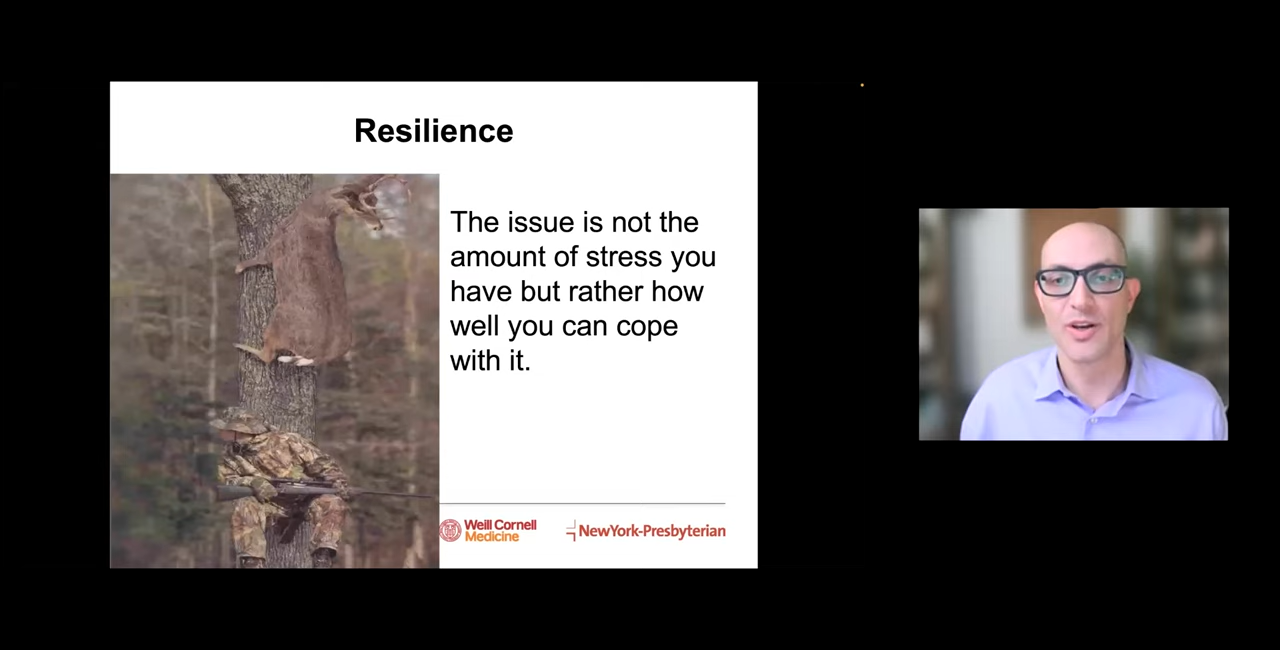 Resilience
The issue is not the
amount of stress you
have but rather how
well you can cope
with it.
Weill Cornell
Medicine
NewYork-Presbyterian